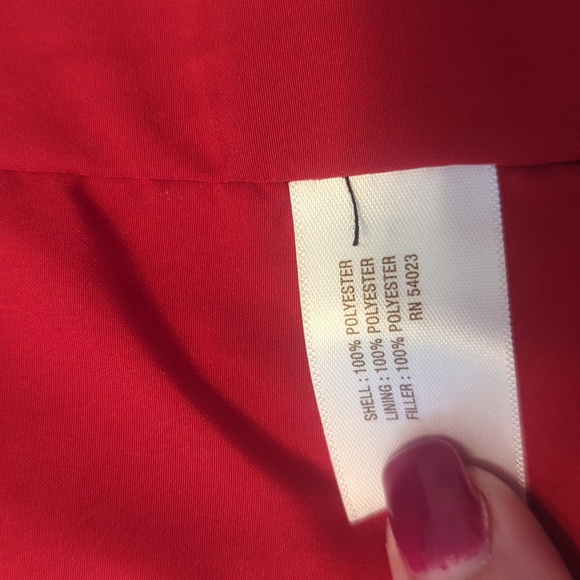 SHELL : 100% POLYESTER
LINING : 100% POLYESTER
FILLER : 100% POLYESTER
RN 54023